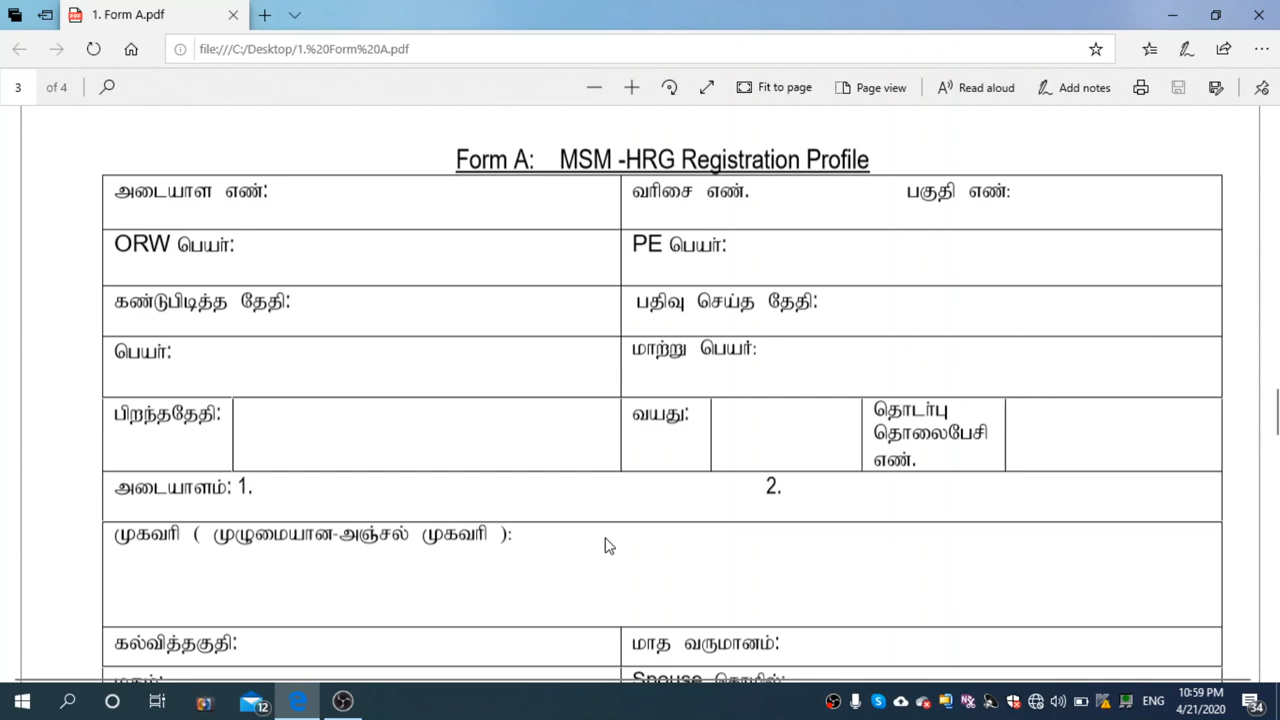 1. Form A.pdf
file:///C:/Desktop/1.%20Form%20A.pdf
3 of 4
Fit to page
Page view
Read aloud
Add notes
Form A: MSM -HRG Registration Profile
அடையாள எண்:
வரிசை எண். பகுதி எண்:
ORW பெயர்:
PE பெயர்:
கண்டுபிடித்த தேதி:
பதிவு செய்த தேதி:
பெயர்:
மாற்று பெயர்:
பிறந்ததேதி:
வயது:
தொடர்பு
தொலைபேசி
எண்.
அடையாளம்: 1. 2.
முகவரி ( முழுமையான-அஞ்சல் முகவரி ):
கல்வித்தகுதி:
மாத வருமானம்:
Spouse தொழில்:
12
ENG
10:59 PM
4/21/2020
34